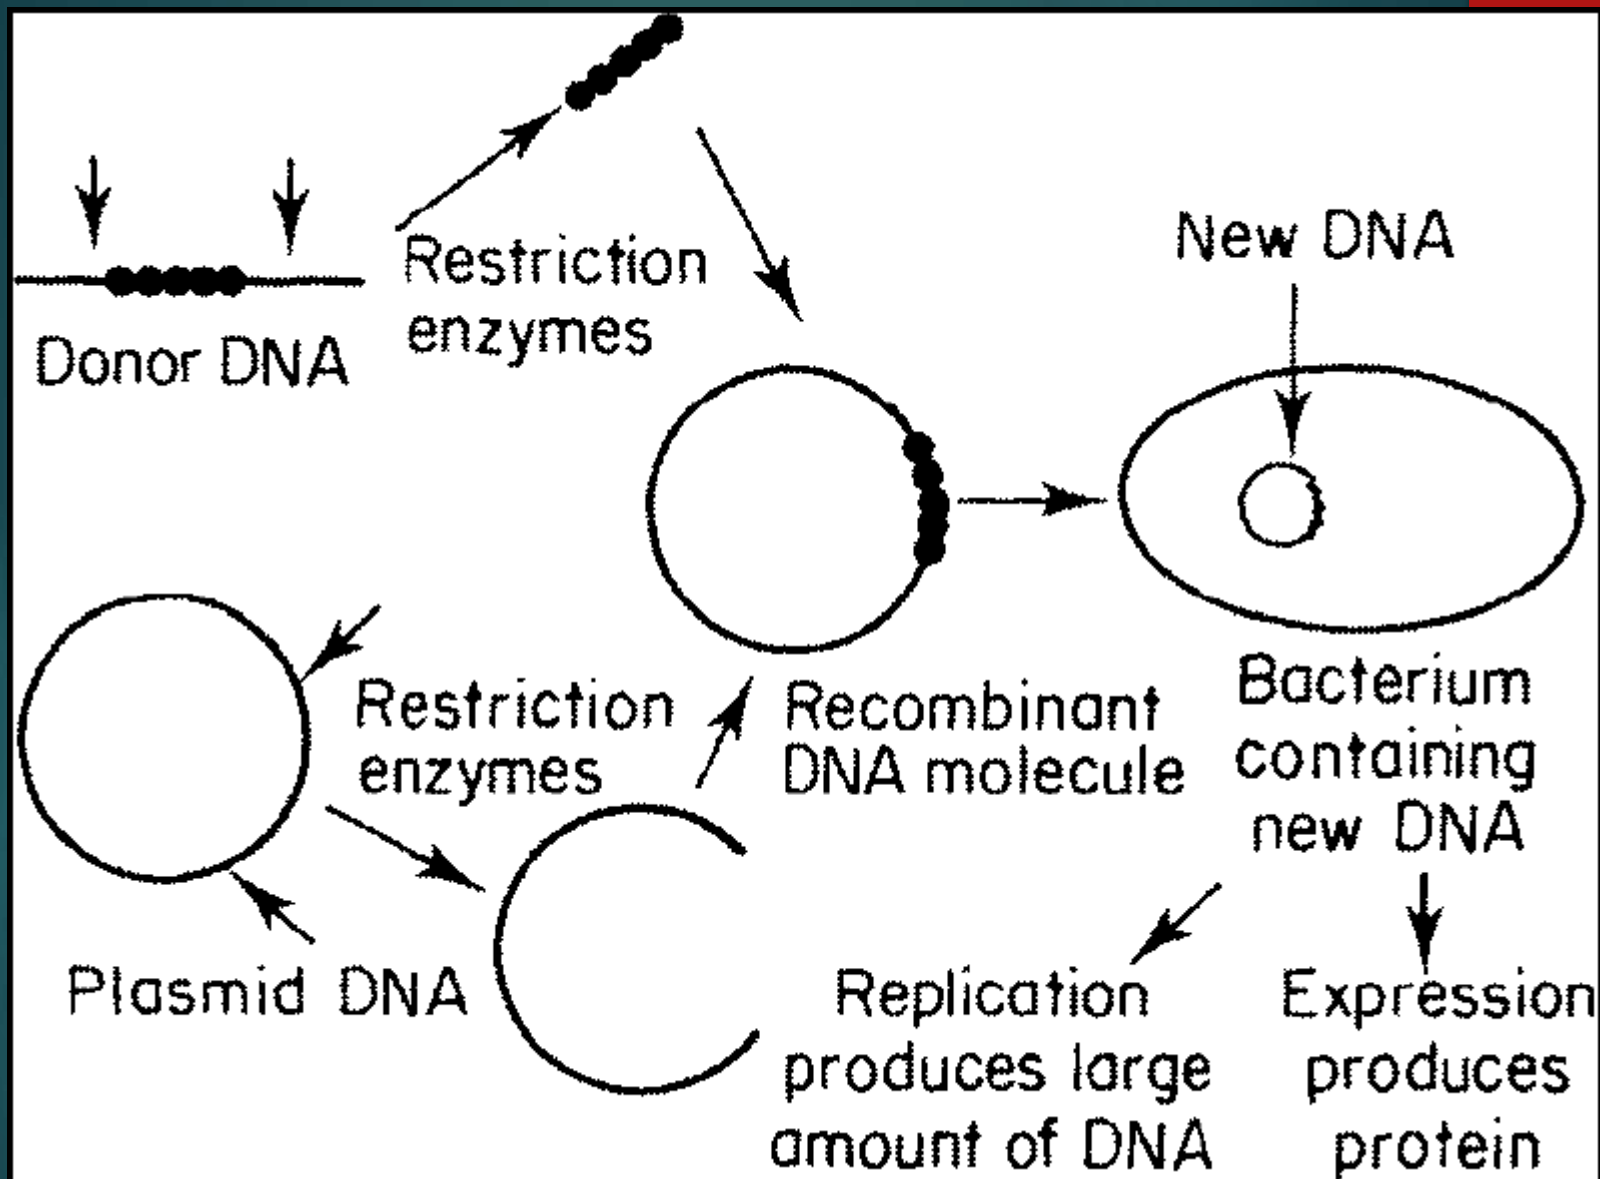 Donor DNA
Restriction
enzymes
New DNA
Plasmid DNA
Restriction
enzymes
Recombinant
DNA molecule
Bacterium
containing
new DNA
Replication
produces large
amount of DNA
Expression
produces
protein